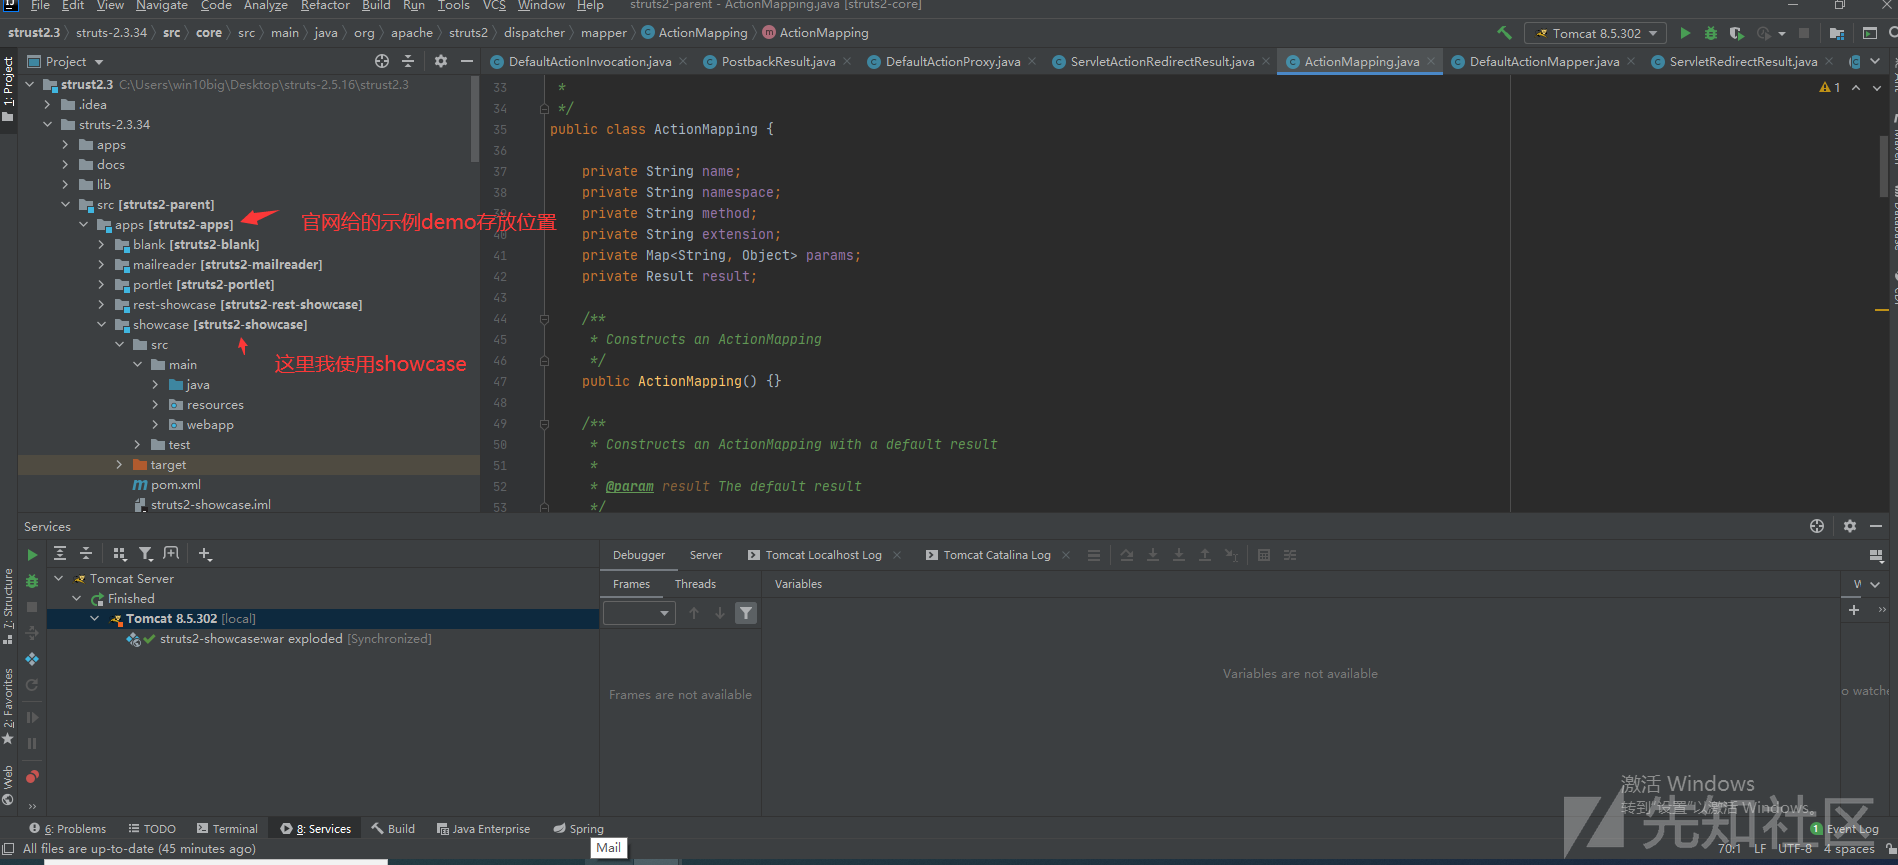 File Edit View Navigate Code Analyze Refactor Build Run Tools VCS Window Help struts2-parent - ActionMapping.java [struts2-core]
strust2.3 struts-2.3.34 src core src main java org apache struts2 dispatcher mapper ActionMapping ActionMapping Tomcat 8.5.302
Project
DefaultActionInvocation.java PostbackResult.java DefaultActionProxy.java ServletActionRedirectResult.java ActionMapping.java DefaultActionMapper.java ServletRedirectResult.java
1: Project
strust2.3 C:\Users\win10big\Desktop\struts-2.5.16\strust2.3
.idea
struts-2.3.34
apps
docs
lib
src [struts2-parent]
apps [struts2-apps]
官网给的示例demo存放位置
blank [struts2-blank]
mailreader [struts2-mailreader]
portlet [struts2-portlet]
rest-showcase [struts2-rest-showcase]
showcase [struts2-showcase]
这里我使用showcase
src
main
java
resources
webapp
test
target
pom.xml
struts2-showcase.iml
1
33 *
34 */
35 public class ActionMapping {
36
37 private String name;
38 private String namespace;
39 private String method;
40 private String extension;
41 private Map<String, Object> params;
42 private Result result;
43
44 /**
45 * Constructs an ActionMapping
46 */
47 public ActionMapping() {}
48
49 /**
50 * Constructs an ActionMapping with a default result
51 *
52 * @param result The default result
53 */
Services
Debugger Server Tomcat Localhost Log Tomcat Catalina Log
Tomcat Server
Finished
Tomcat 8.5.302 [local]
struts2-showcase:war exploded [Synchronized]
Frames Threads Variables
Frames are not available
Variables are not available
o watche
7: Structure
2: Favorites
Web
激活 Windows
转到"设置"以激活 Windows。
先知社区
6: Problems TODO Terminal 8: Services Build Java Enterprise Spring 1 Event Log
All files are up-to-date (45 minutes ago) Mail 70:1 LF UTF-8 4 spaces